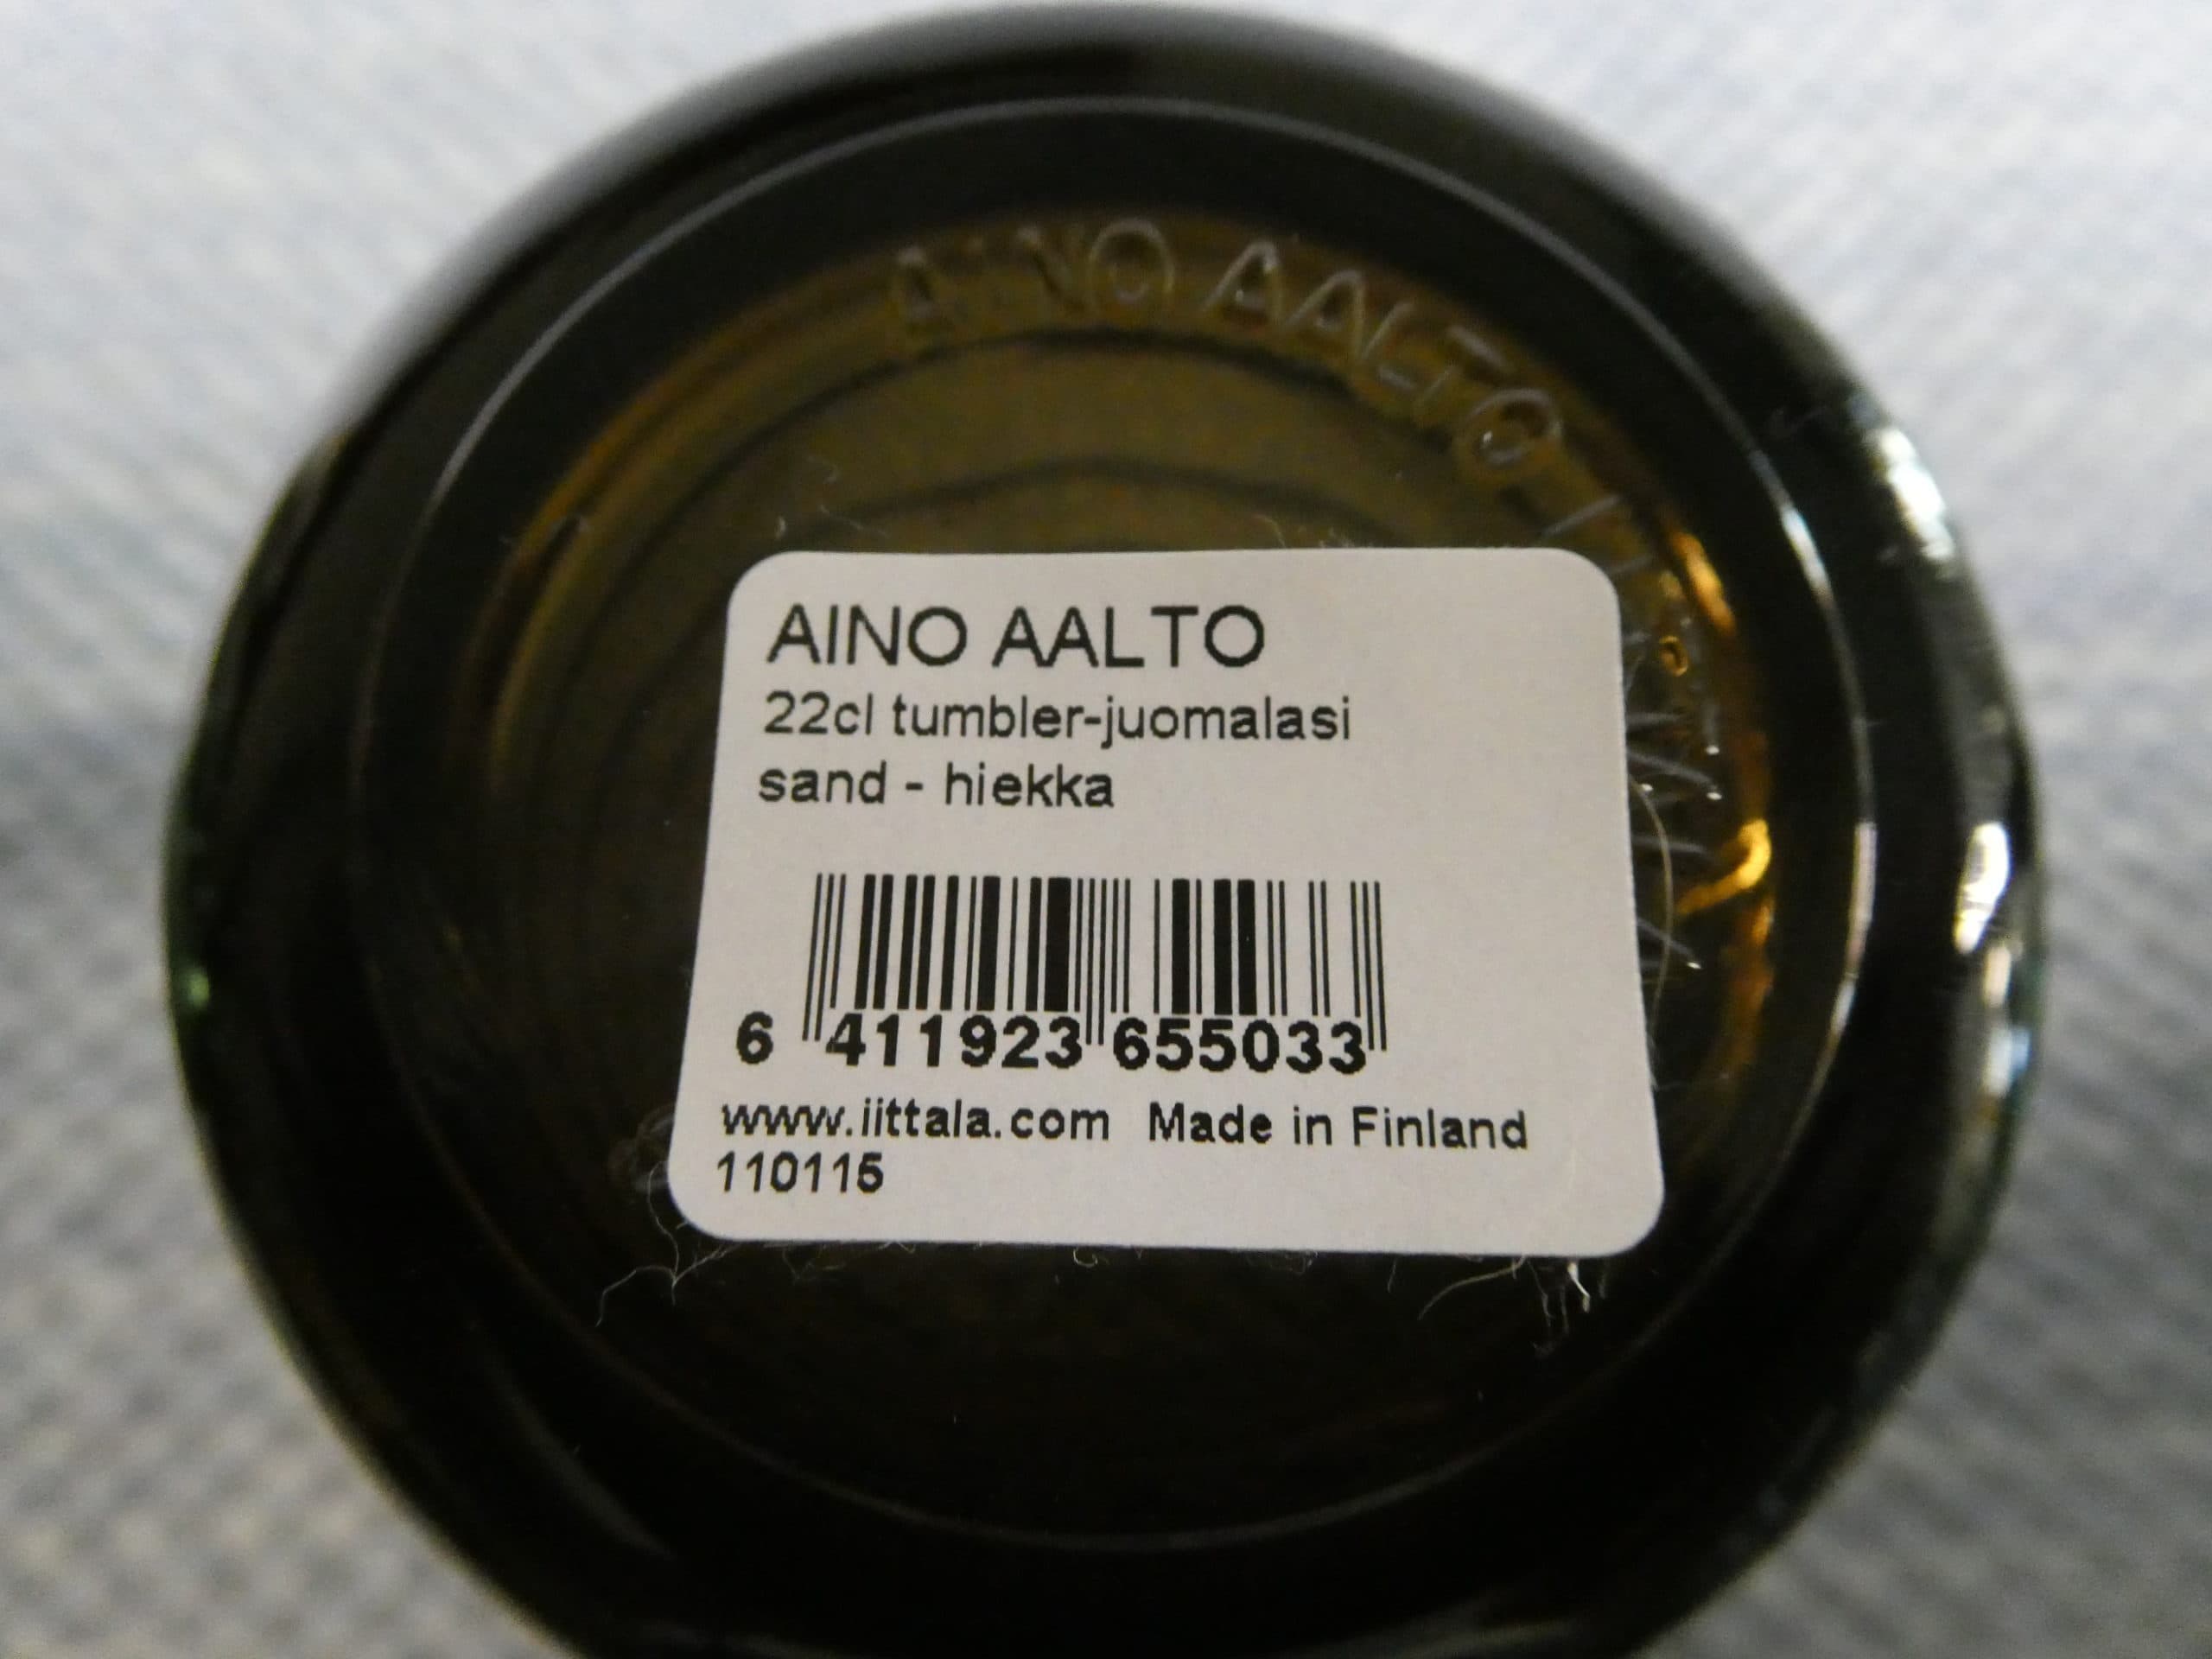 AINO AALTO
AINO AALTO
22cl tumbler-juomalasi
sand - hiekka
6 411923 655033
www.iittala.com Made in Finland
110115